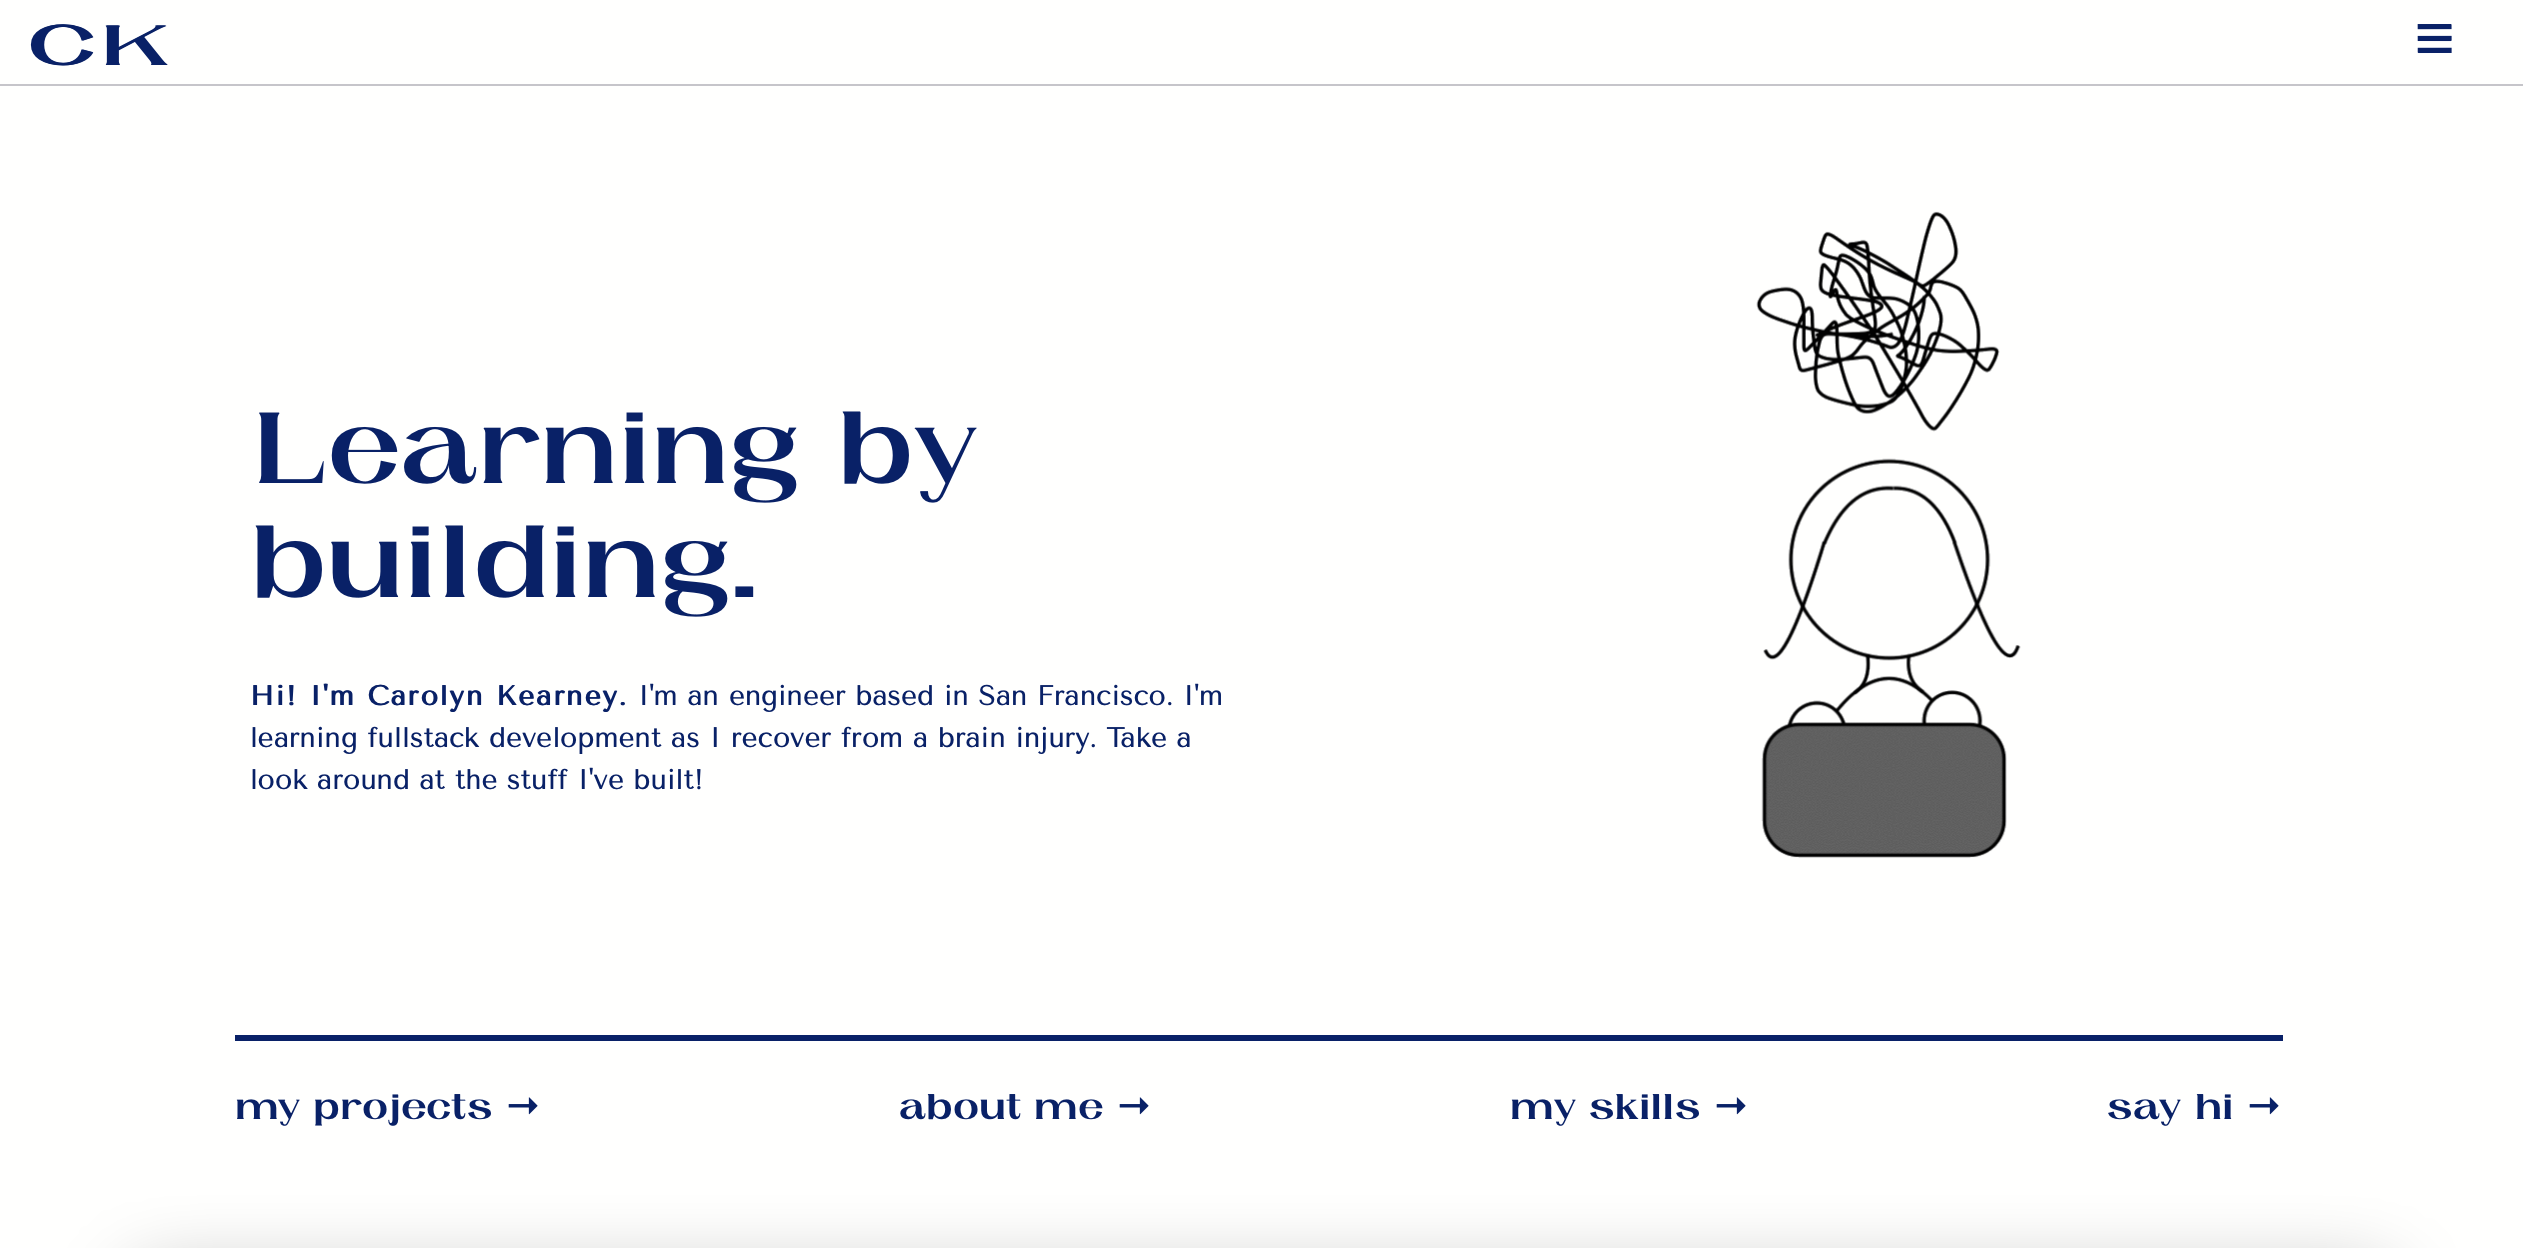 CK
Learning by
building.
Hi! I'm Carolyn Kearney. I'm an engineer based in San Francisco. I'm
learning fullstack development as I recover from a brain injury. Take a
look around at the stuff I've built!
my projects →
about me →
my skills →
say hi →